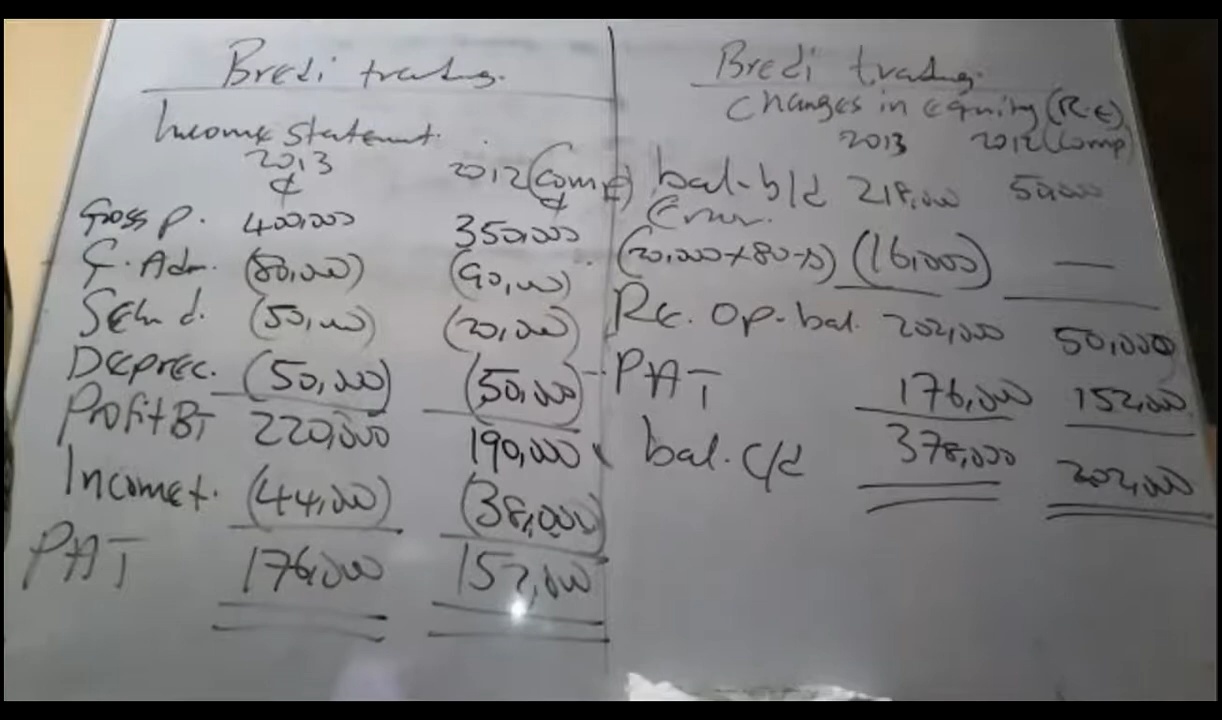 Bredi trading.
Income Statement.
2013 2012 (Comp)
¢ ¢
Gross p. 400,000 350,000
G. Adm. (80,000) (90,000)
Sel. n d. (50,000) (20,000)
Deprec. (50,000) (50,000)
Profit BT 220,000 190,000
Income t. (44,000) (38,000)
PAT 176,000 152,000
Bredi trading.
Changes in equity (R.E)
2013 2012 (Comp)
bal. b/d 218,000 50,000
Error.
(20,000 x 80%) (16,000) —
Re. Op. bal. 202,000 50,000
PAT 176,000 152,000
bal. c/d 378,000 202,000